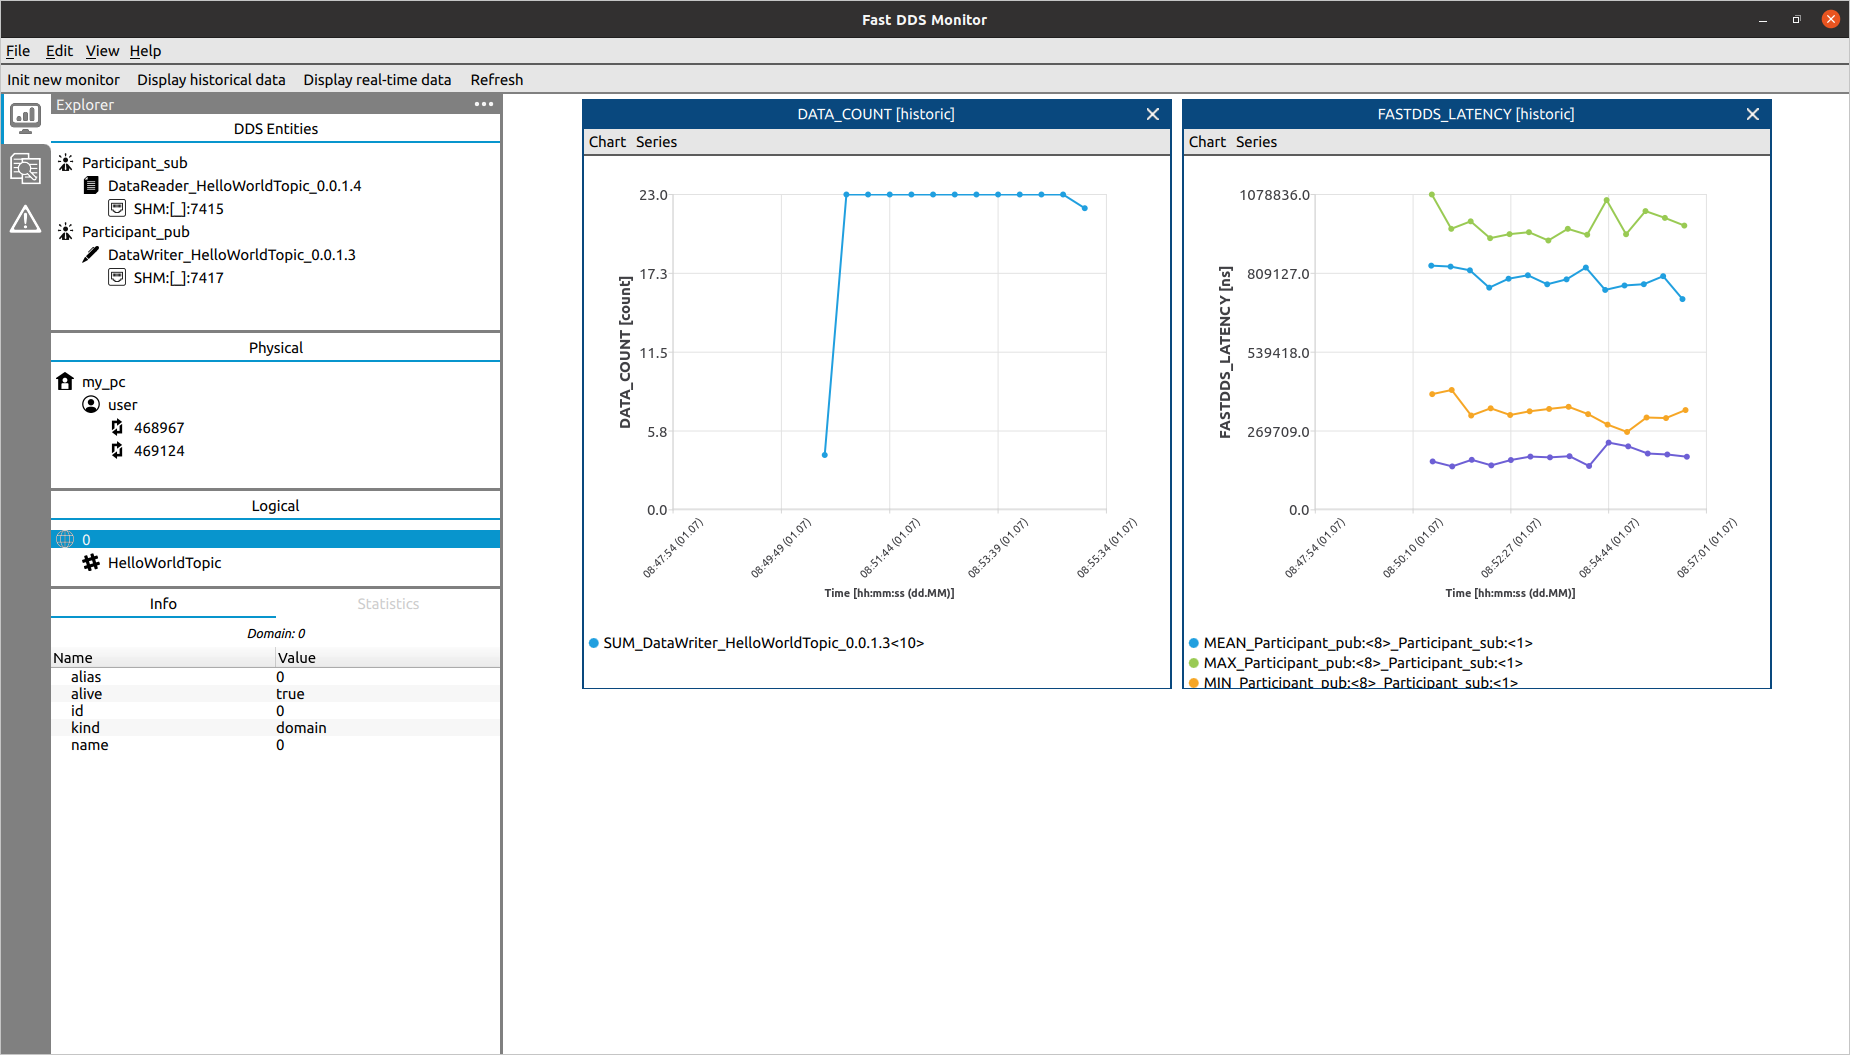 Fast DDS Monitor
File Edit View Help
Init new monitor Display historical data Display real-time data Refresh
Explorer
DDS Entities
Participant_sub
DataReader_HelloWorldTopic_0.0.1.4
SHM:[_]:7415
Participant_pub
DataWriter_HelloWorldTopic_0.0.1.3
SHM:[_]:7417
Physical
my_pc
user
468967
469124
Logical
0
HelloWorldTopic
Info Statistics
Domain: 0
Name Value
alias 0
alive true
id 0
kind domain
name 0
DATA_COUNT [historic]
Chart Series
DATA_COUNT [count]
23.0
17.3
11.5
5.8
0.0
08:47:54 (01.07) 08:49:49 (01.07) 08:51:44 (01.07) 08:53:39 (01.07) 08:55:34 (01.07)
Time [hh:mm:ss (dd.MM)]
SUM_DataWriter_HelloWorldTopic_0.0.1.3<10>
FASTDDS_LATENCY [historic]
Chart Series
FASTDDS_LATENCY [ns]
1078836.0
809127.0
539418.0
269709.0
0.0
08:47:54 (01.07) 08:50:10 (01.07) 08:52:27 (01.07) 08:54:44 (01.07) 08:57:01 (01.07)
Time [hh:mm:ss (dd.MM)]
MEAN_Participant_pub:<8>_Participant_sub:<1>
MAX_Participant_pub:<8>_Participant_sub:<1>
MIN_Participant_pub:<8>_Participant_sub:<1>